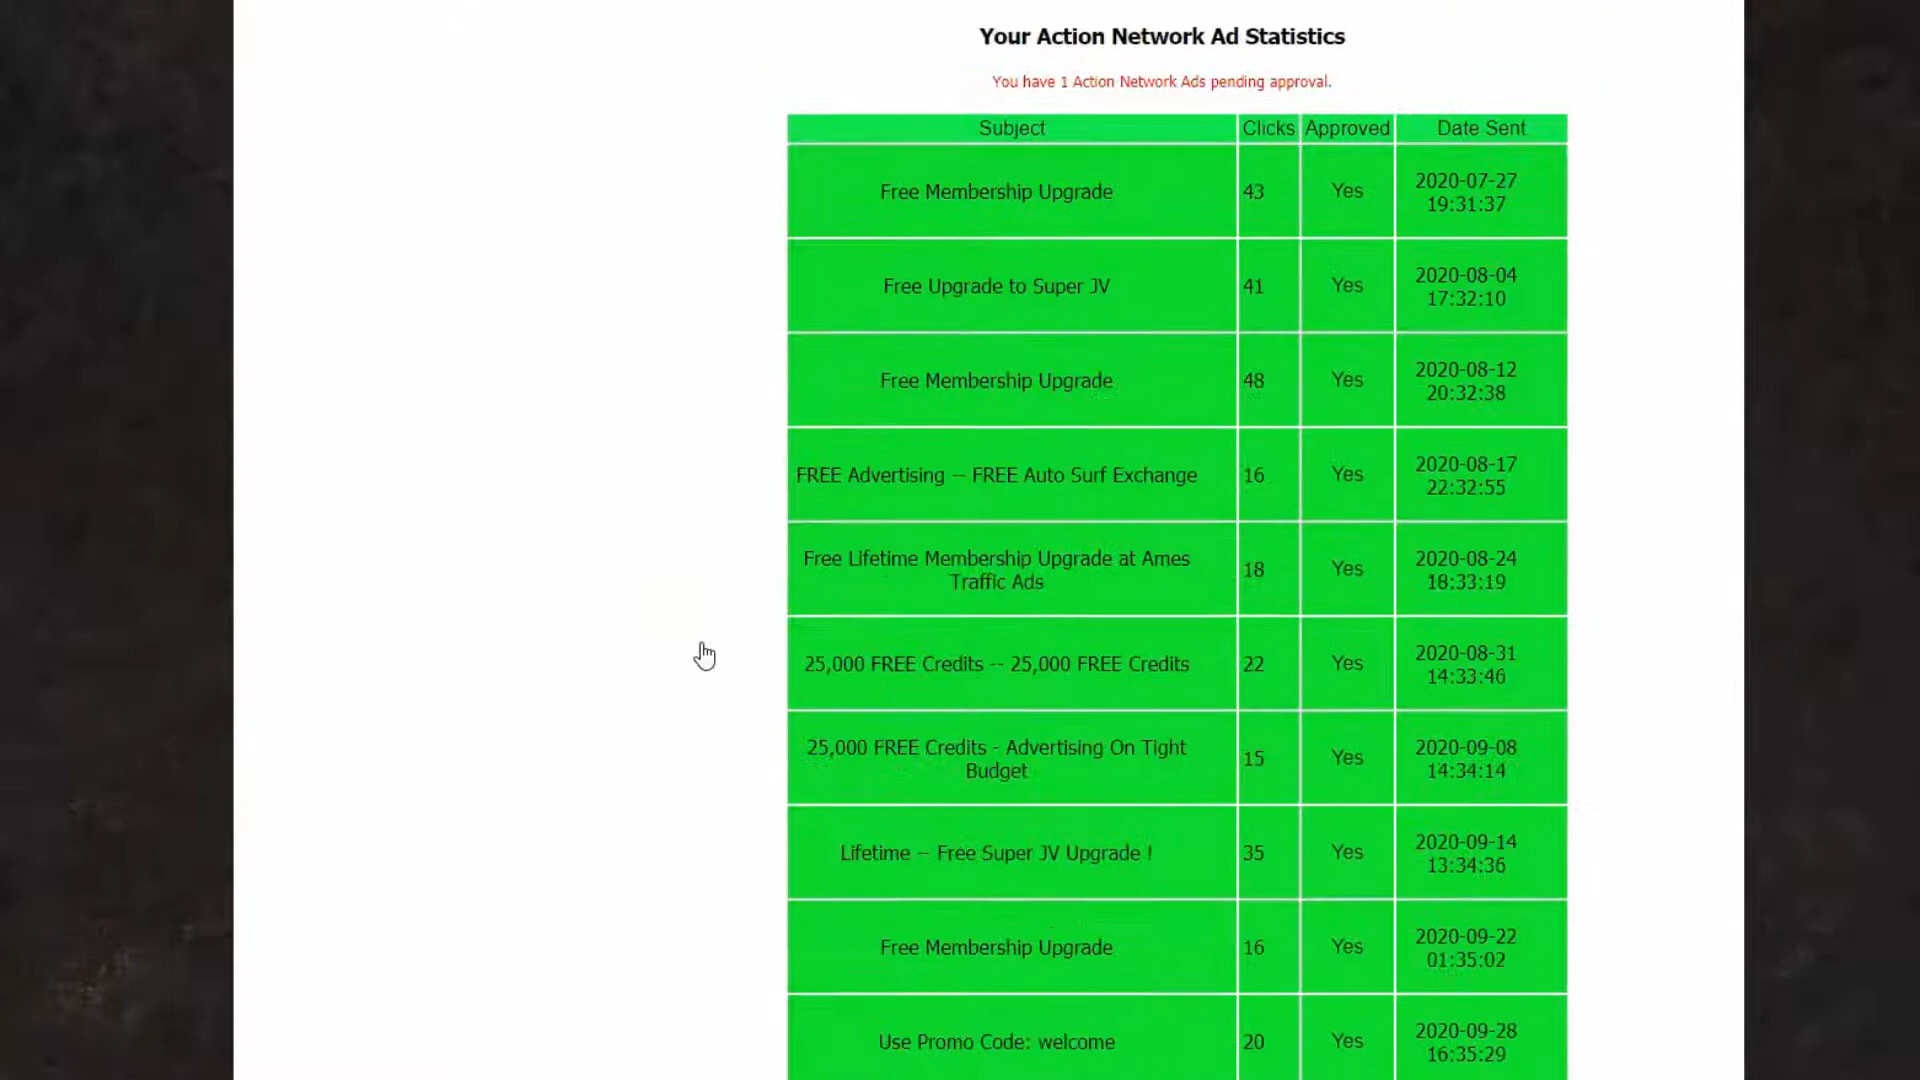 Your Action Network Ad Statistics
You have 1 Action Network Ads pending approval.
Subject Clicks Approved Date Sent
Free Membership Upgrade 43 Yes 2020-07-27
19:31:37
Free Upgrade to Super JV 41 Yes 2020-08-04
17:32:10
Free Membership Upgrade 48 Yes 2020-08-12
20:32:38
FREE Advertising -- FREE Auto Surf Exchange 16 Yes 2020-08-17
22:32:55
Free Lifetime Membership Upgrade at Ames
Traffic Ads 18 Yes 2020-08-24
18:33:19
25,000 FREE Credits -- 25,000 FREE Credits 22 Yes 2020-08-31
14:33:46
25,000 FREE Credits - Advertising On Tight
Budget 15 Yes 2020-09-08
14:34:14
Lifetime -- Free Super JV Upgrade ! 35 Yes 2020-09-14
13:34:36
Free Membership Upgrade 16 Yes 2020-09-22
01:35:02
Use Promo Code: welcome 20 Yes 2020-09-28
16:35:29